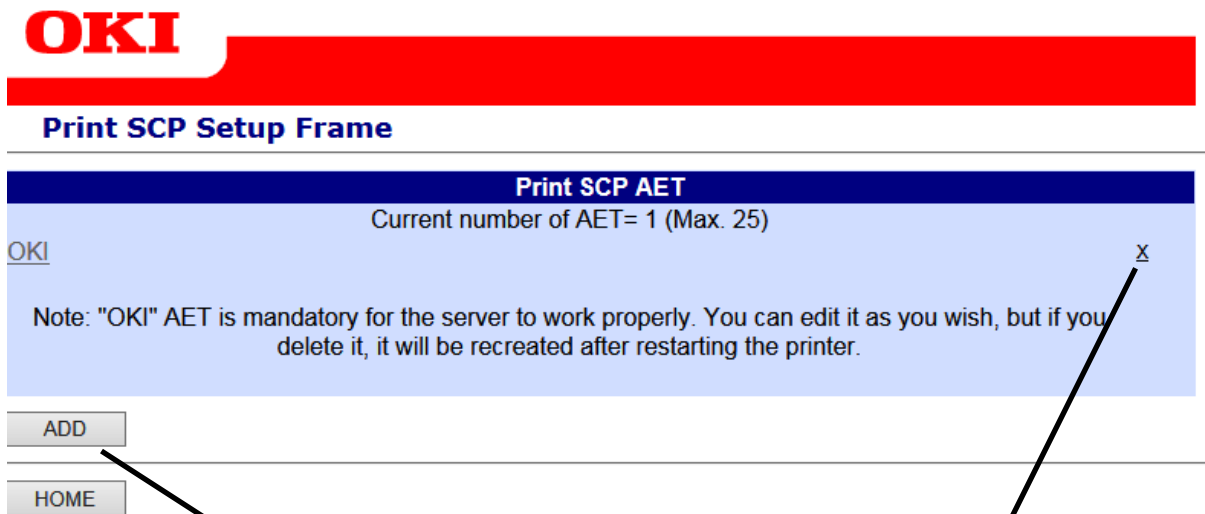 OKI
Print SCP Setup Frame
Print SCP AET
Current number of AET= 1 (Max. 25)
OKI X
Note: "OKI" AET is mandatory for the server to work properly. You can edit it as you wish, but if you
delete it, it will be recreated after restarting the printer.
ADD
HOME